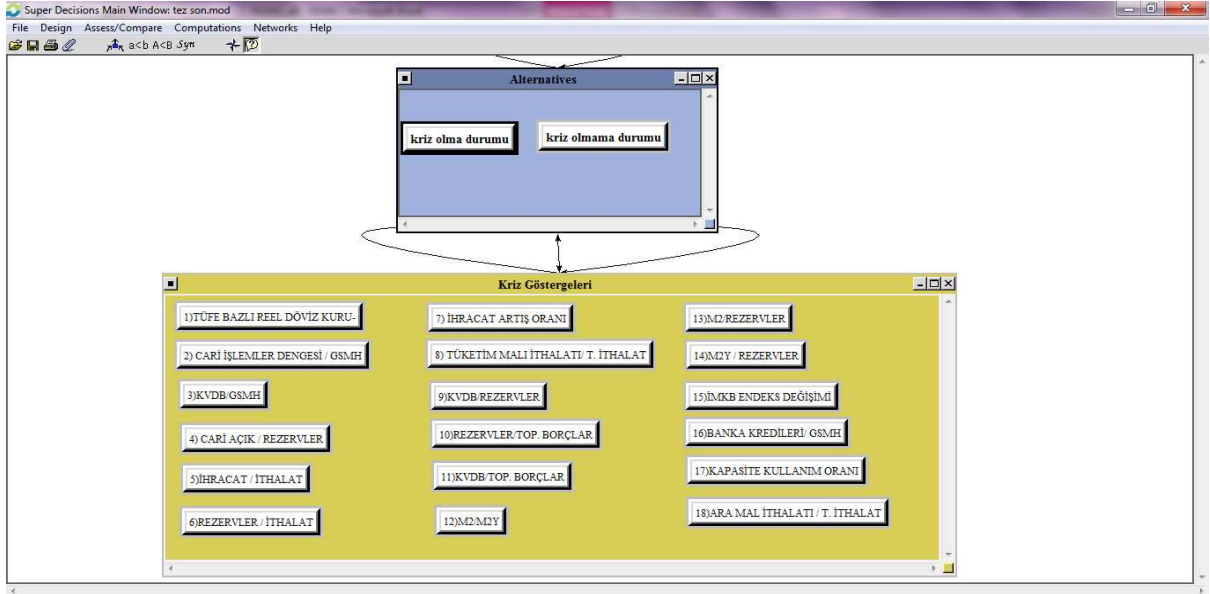 Super Decisions Main Window: tez son.mod
File Design Assess/Compare Computations Networks Help
a<b A<B Syn
Alternatives
kriz olma durumu
kriz olmama durumu
Kriz Göstergeleri
1)TÜFE BAZLI REEL DÖVİZ KURU-
2) CARİ İŞLEMLER DENGESİ / GSMH
3)KVDB/GSMH
4) CARİ AÇIK / REZERVLER
5)İHRACAT / İTHALAT
6)REZERVLER / İTHALAT
7) İHRACAT ARTIŞ ORANI
8) TÜKETİM MALI İTHALATI/ T. İTHALAT
9)KVDB/REZERVLER
10)REZERVLER/TOP. BORÇLAR
11)KVDB/TOP. BORÇLAR
12)M2/M2Y
13)M2/REZERVLER
14)M2Y / REZERVLER
15)İMKB ENDEKS DEĞİŞİMİ
16)BANKA KREDİLERİ/ GSMH
17)KAPASİTE KULLANIM ORANI
18)ARA MAL İTHALATI / T. İTHALAT